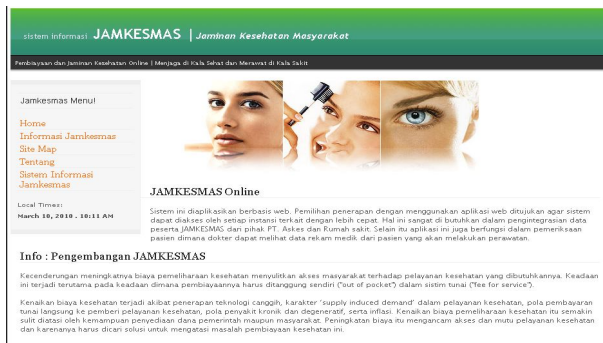 sistem informasi JAMKESMAS | Jaminan Kesehatan Masyarakat
Pembiayaan dan Jaminan Kesehatan Online | Menjaga di Kala Sehat dan Merawat di Kala Sakit
Jamkesmas Menu!
Home
Informasi Jamkesmas
Site Map
Tentang
Sistem Informasi
Jamkesmas
Local Times:
March 10, 2010 . 10:11 AM
JAMKESMAS Online
Sistem ini diaplikasikan berbasis web. Pemilihan penerapan dengan menggunakan aplikasi web ditujukan agar sistem
dapat diakses oleh setiap instansi terkait dengan lebih cepat. Hal ini sangat di butuhkan dalam pengintegrasian data
peserta JAMKESMAS dari pihak PT. Askes dan Rumah sakit. Selain itu aplikasi ini juga berfungsi dalam pemeriksaan
pasien dimana dokter dapat melihat data rekam medik dari pasien yang akan melakukan perawatan.
Info : Pengembangan JAMKESMAS
Kecenderungan meningkatnya biaya pemeliharaan kesehatan menyulitkan akses masyarakat terhadap pelayanan kesehatan yang dibutuhkannya. Keadaan
ini terjadi terutama pada keadaan dimana pembiayaannya harus ditanggung sendiri ("out of pocket") dalam sistim tunai ("fee for service").
Kenaikan biaya kesehatan terjadi akibat penerapan teknologi canggih, karakter 'supply induced demand' dalam pelayanan kesehatan, pola pembayaran
tunai langsung ke pemberi pelayanan kesehatan, pola penyakit kronik dan degeneratif, serta inflasi. Kenaikan biaya pemeliharaan kesehatan itu semakin
sulit diatasi oleh kemampuan penyediaan dana pemerintah maupun masyarakat. Peningkatan biaya itu mengancam akses dan mutu pelayanan kesehatan
dan karenanya harus dicari solusi untuk mengatasi masalah pembiayaan kesehatan ini.